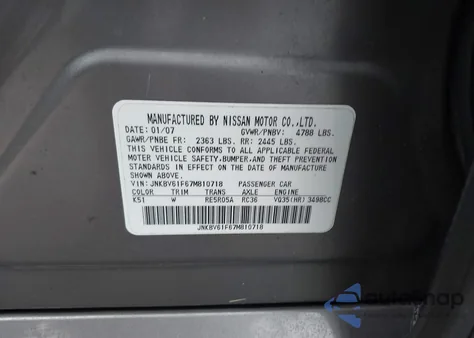 MANUFACTURED BY NISSAN MOTOR CO.,LTD.
DATE: 01/07 GVWR/PNBV: 4788 LBS.
GAWR/PNBE FR: 2363 LBS. RR: 2445 LBS.
THIS VEHICLE CONFORMS TO ALL APPLICABLE FEDERAL
MOTOR VEHICLE SAFETY, BUMPER, AND THEFT PREVENTION
STANDARDS IN EFFECT ON THE DATE OF MANUFACTURE
SHOWN ABOVE.
VIN: JNKBV61F67M810718 PASSENGER CAR
COLOR TRIM TRANS AXLE ENGINE
K51 W RE5R05A RC36 VQ35(HR) 3498CC
JNKBV61F67M810718
autosnap